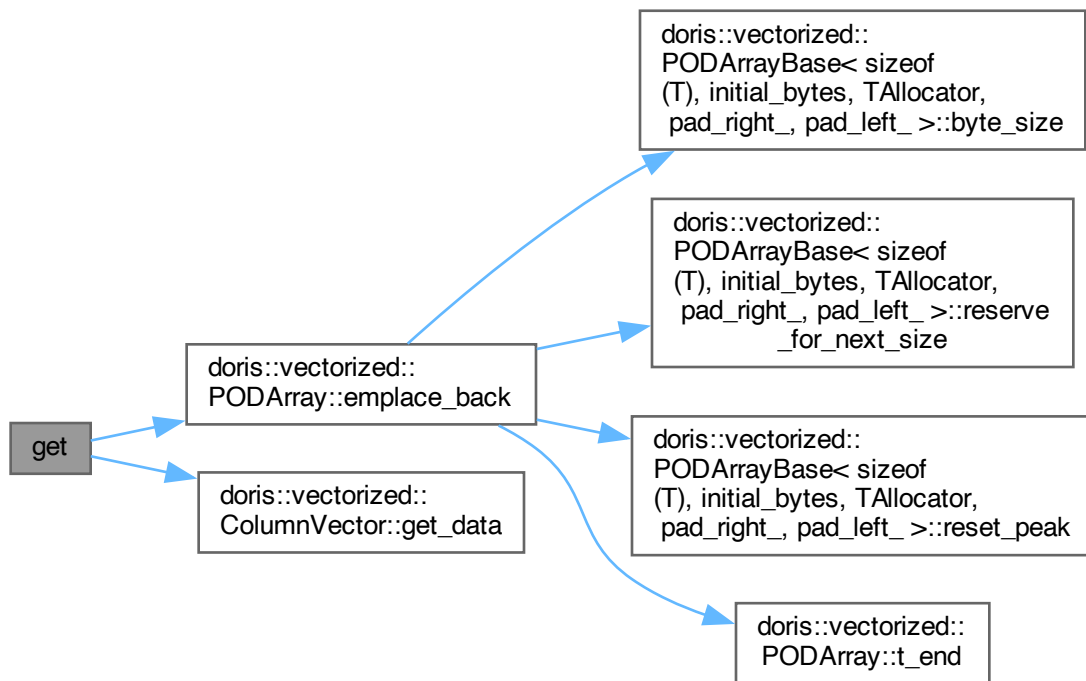 doris::vectorized::
PODArrayBase< sizeof
(T), initial_bytes, TAllocator,
pad_right_, pad_left_ >::byte_size
doris::vectorized::
PODArrayBase< sizeof
(T), initial_bytes, TAllocator,
pad_right_, pad_left_ >::reserve
_for_next_size
doris::vectorized::
PODArray::emplace_back
get
doris::vectorized::
PODArrayBase< sizeof
(T), initial_bytes, TAllocator,
pad_right_, pad_left_ >::reset_peak
doris::vectorized::
ColumnVector::get_data
doris::vectorized::
PODArray::t_end